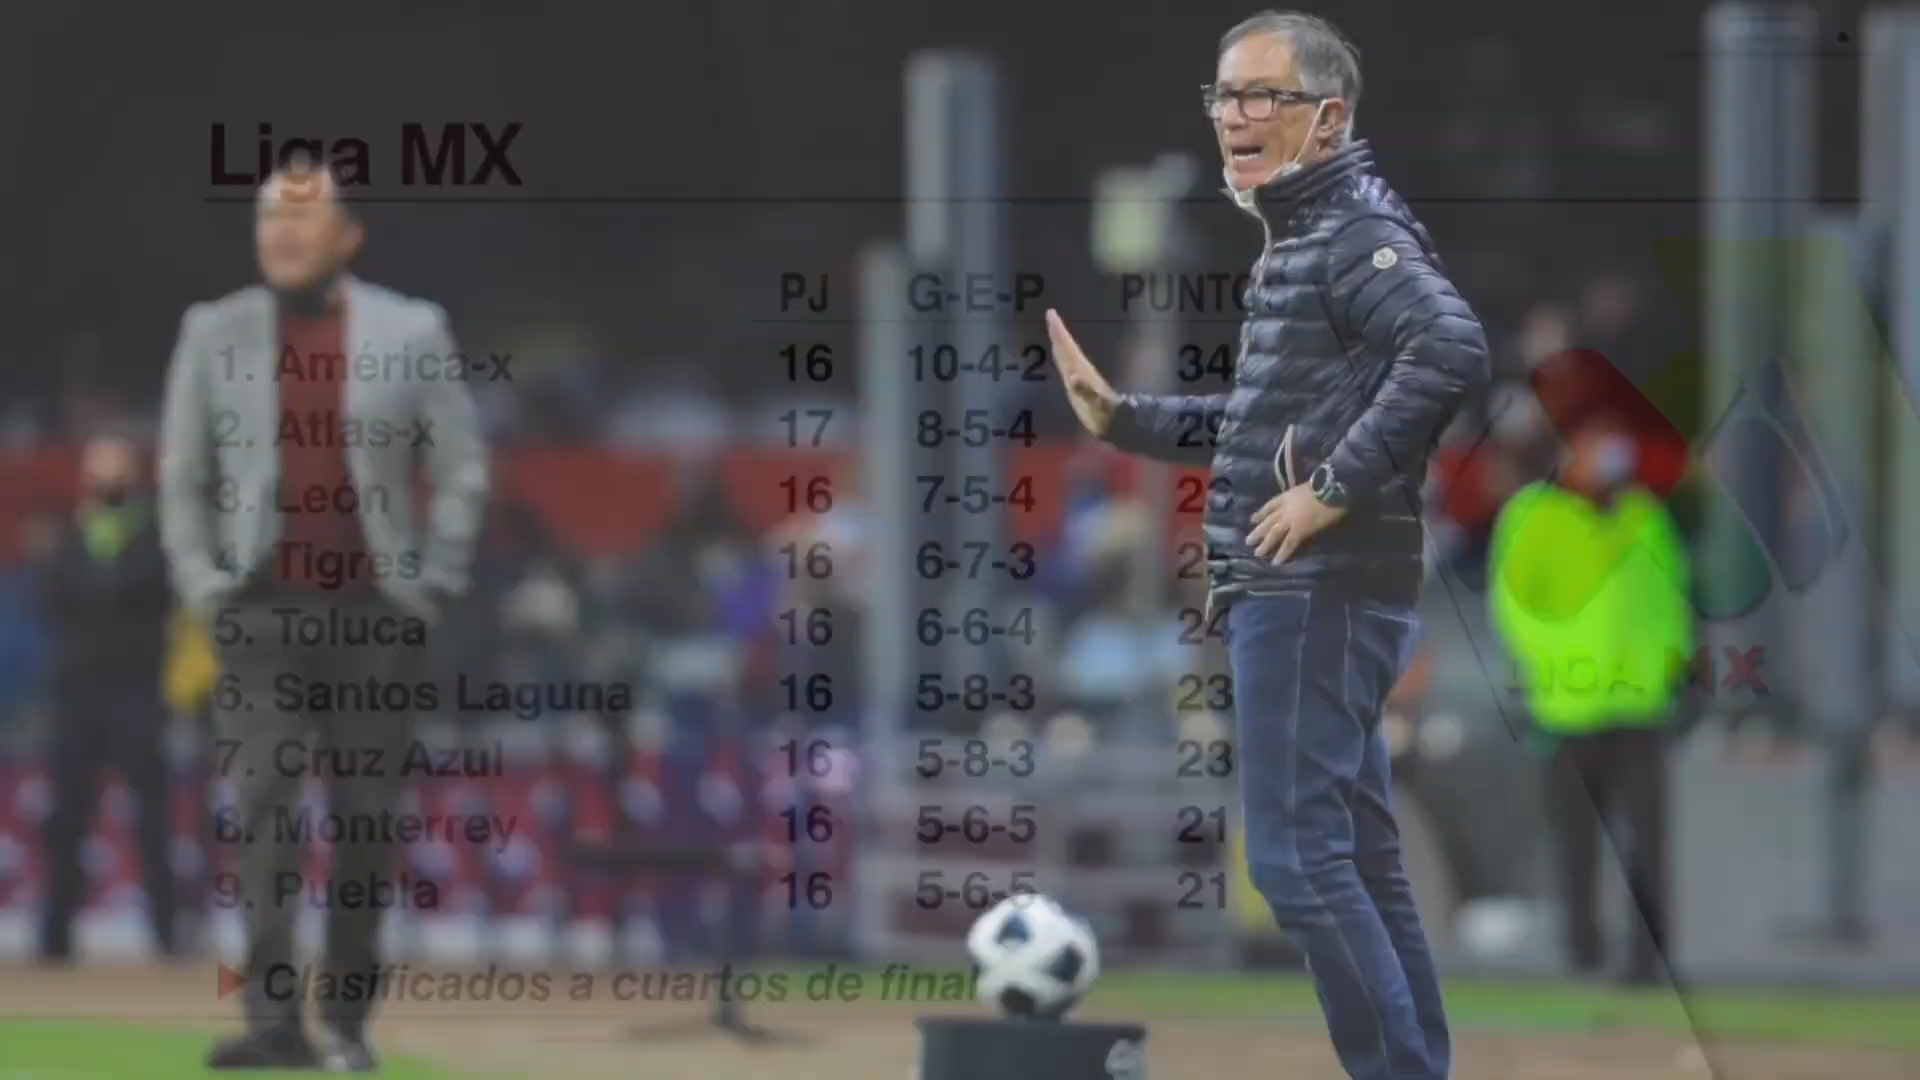 Liga MX
PJ G-E-P PUNTO
1. América-x 16 10-4-2 34
2. Atlas-x 17 8-5-4 29
3. León 16 7-5-4 26
4. Tigres 16 6-7-3 25
5. Toluca 16 6-6-4 24
6. Santos Laguna 16 5-8-3 23
7. Cruz Azul 16 5-8-3 23
8. Monterrey 16 5-6-5 21
9. Puebla 16 5-6-5 21
Clasificados a cuartos de final
LIGA MX